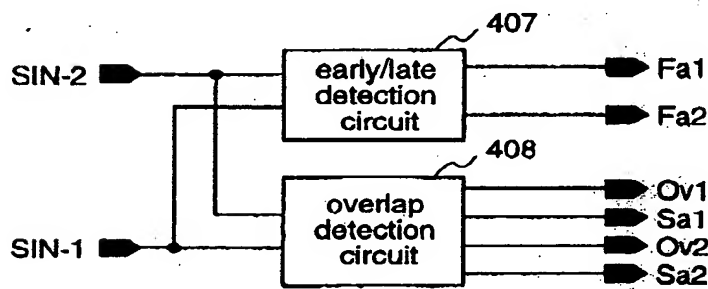 407
SIN-2
early/late
detection
circuit
Fa1
Fa2
408
SIN-1
overlap
detection
circuit
Ov1
Sa1
Ov2
Sa2